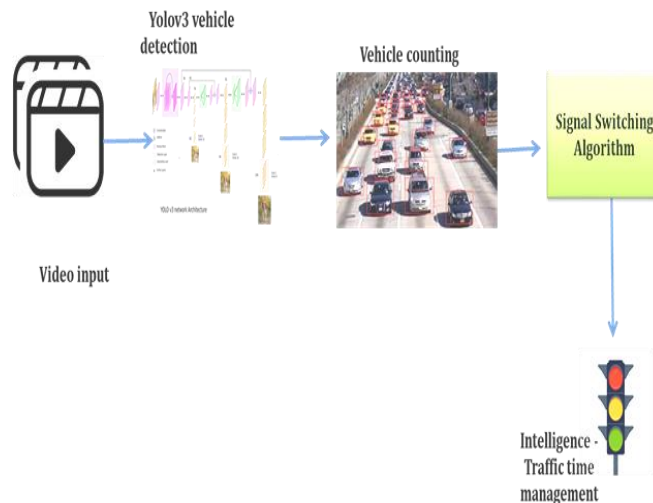 Yolov3 vehicle
detection
Vehicle counting
Signal Switching
Algorithm
YOLO v3 network Architecture
Video input
Intelligence -
Traffic time
management